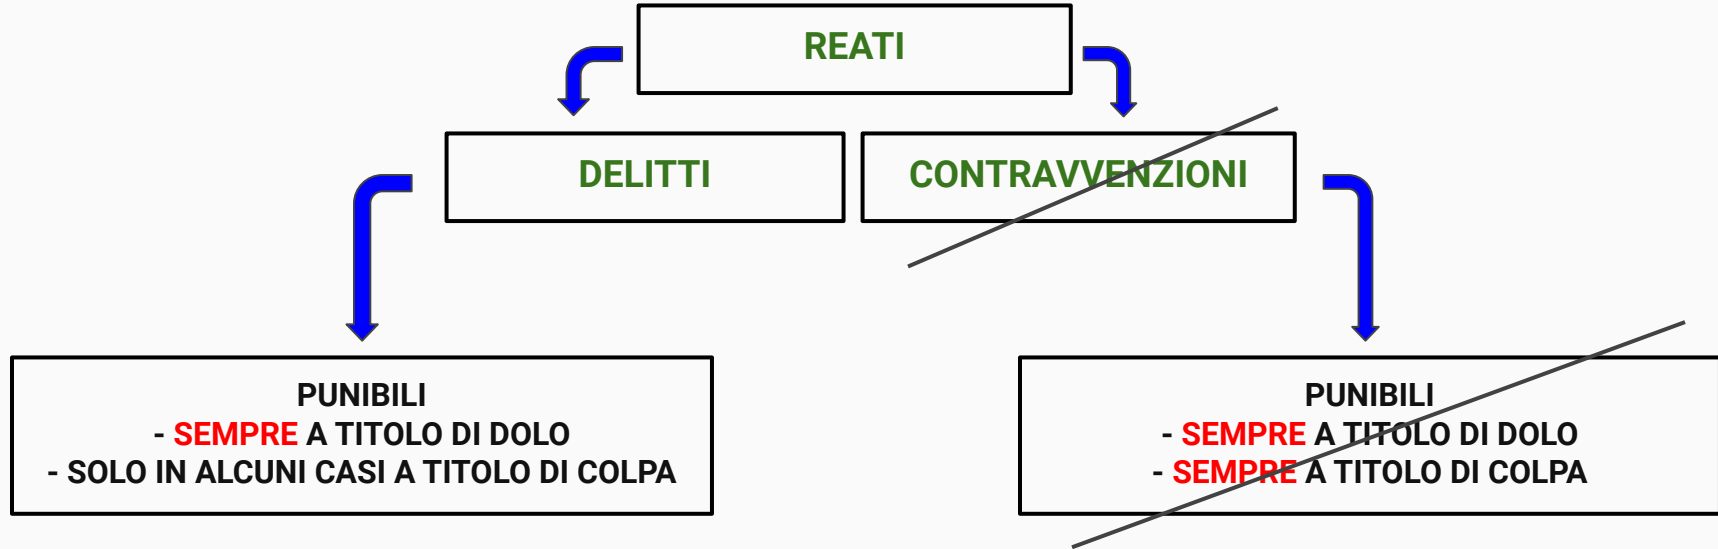 REATI
DELITTI
CONTRAVVENZIONI
PUNIBILI
- SEMPRE A TITOLO DI DOLO
- SOLO IN ALCUNI CASI A TITOLO DI COLPA
PUNIBILI
- SEMPRE A TITOLO DI DOLO
- SEMPRE A TITOLO DI COLPA